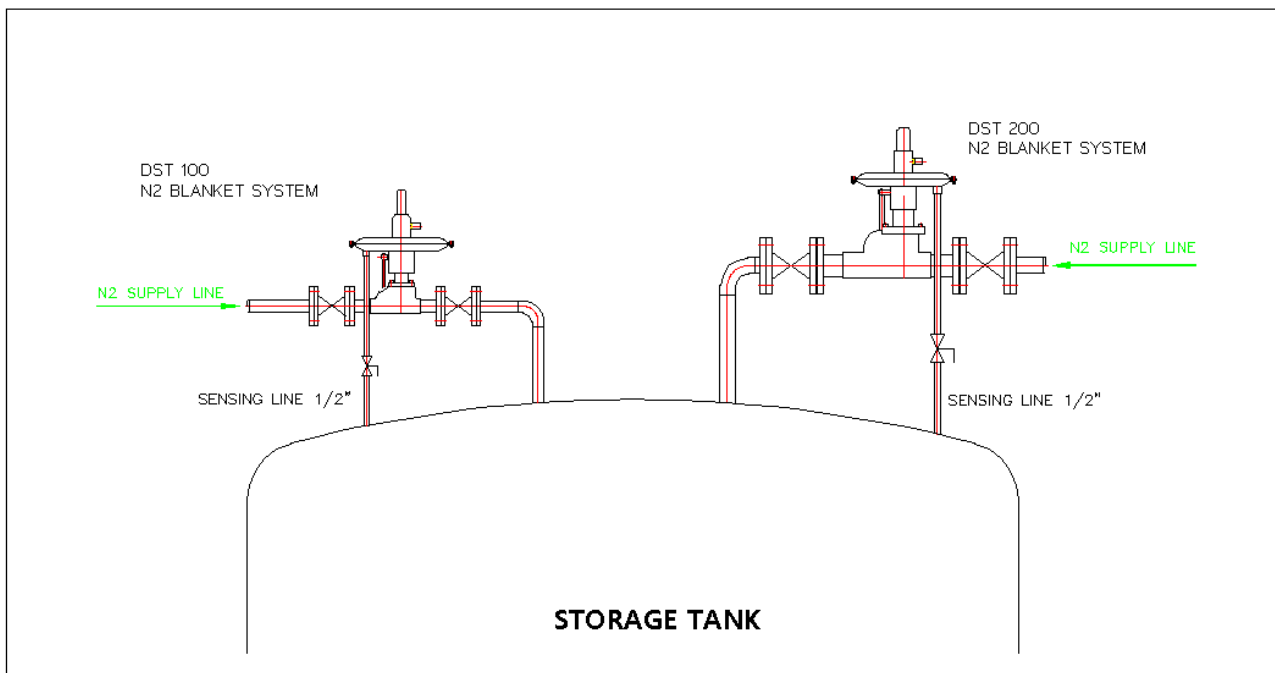 DST 100
N2 BLANKET SYSTEM
DST 200
N2 BLANKET SYSTEM
N2 SUPPLY LINE
N2 SUPPLY LINE
SENSING LINE 1/2"
SENSING LINE 1/2"
STORAGE TANK